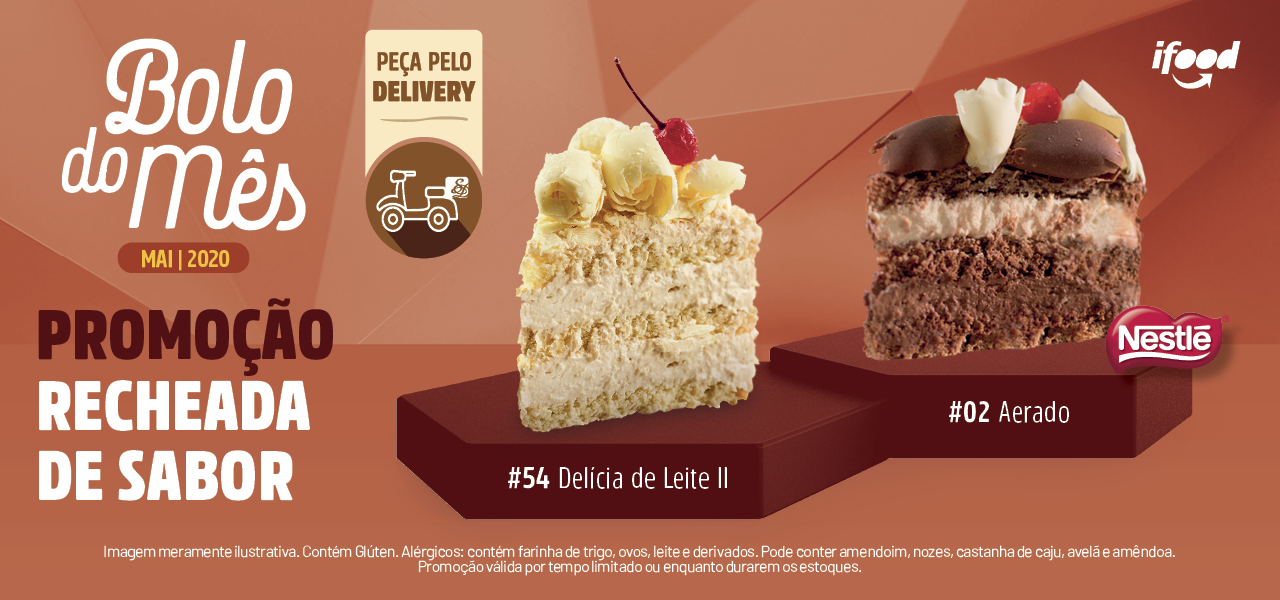 Bolo
do Mês
MAI | 2020
PEÇA PELO
DELIVERY
ifood
PROMOÇÃO
RECHEADA
DE SABOR
Nestlé
#02 Aerado
#54 Delícia de Leite II
Imagem meramente ilustrativa. Contém Glúten. Alérgicos: contém farinha de trigo, ovos, leite e derivados. Pode conter amendoim, nozes, castanha de caju, avelã e amêndoa.
Promoção válida por tempo limitado ou enquanto durarem os estoques.